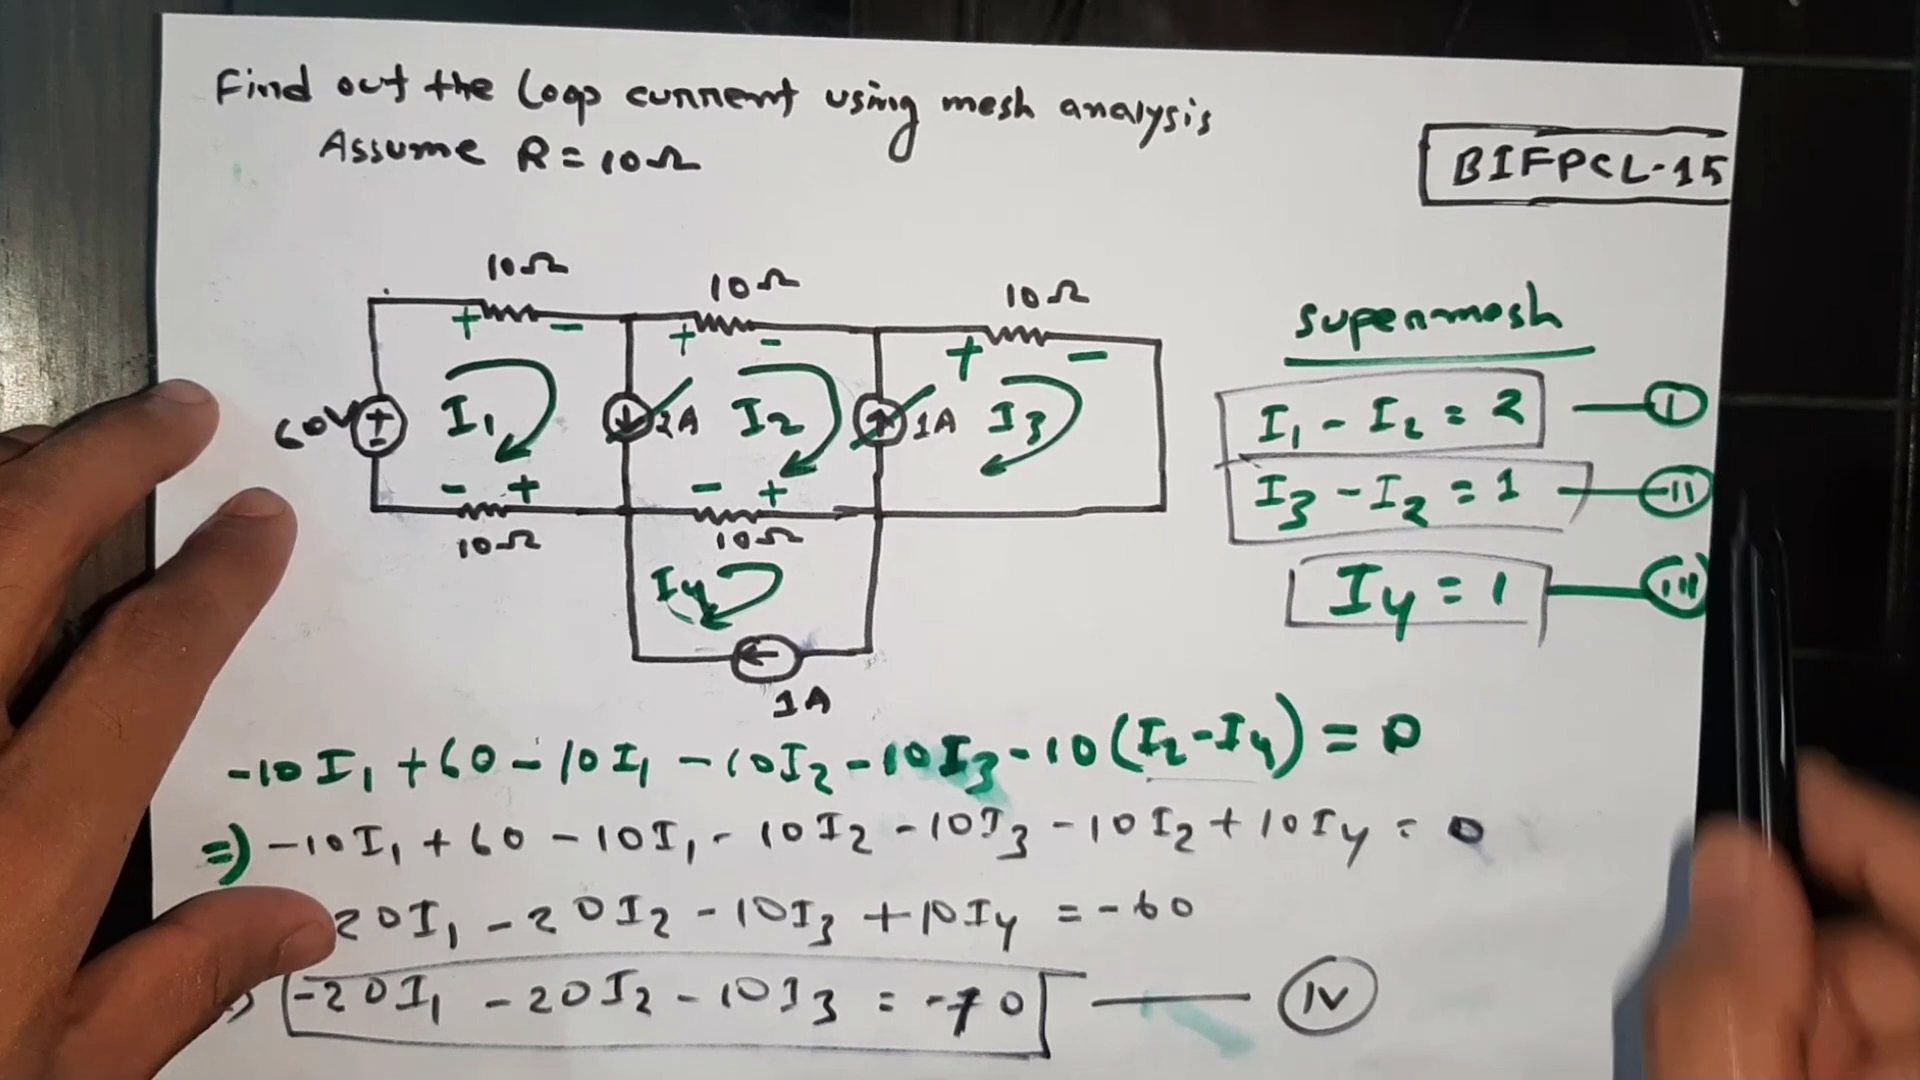 Find out the loop current using mesh analysis
Assume R = 10Ω
BIFPCL-15
10Ω
10Ω
10Ω
+ - + - + -
60V + - I1 2A I2 1A I3
- + - +
10Ω 10Ω
I4
1A
supermesh
I1 - I2 = 2 — I
I3 - I2 = 1 — II
I4 = 1 — III
-10I1 + 60 - 10I1 - 10I2 - 10I3 - 10(I2 - I4) = 0
⇒) -10I1 + 60 - 10I1 - 10I2 - 10I3 - 10I2 + 10I4 = 0
20I1 - 20I2 - 10I3 + 10I4 = -60
-20I1 - 20I2 - 10I3 = -70 — IV